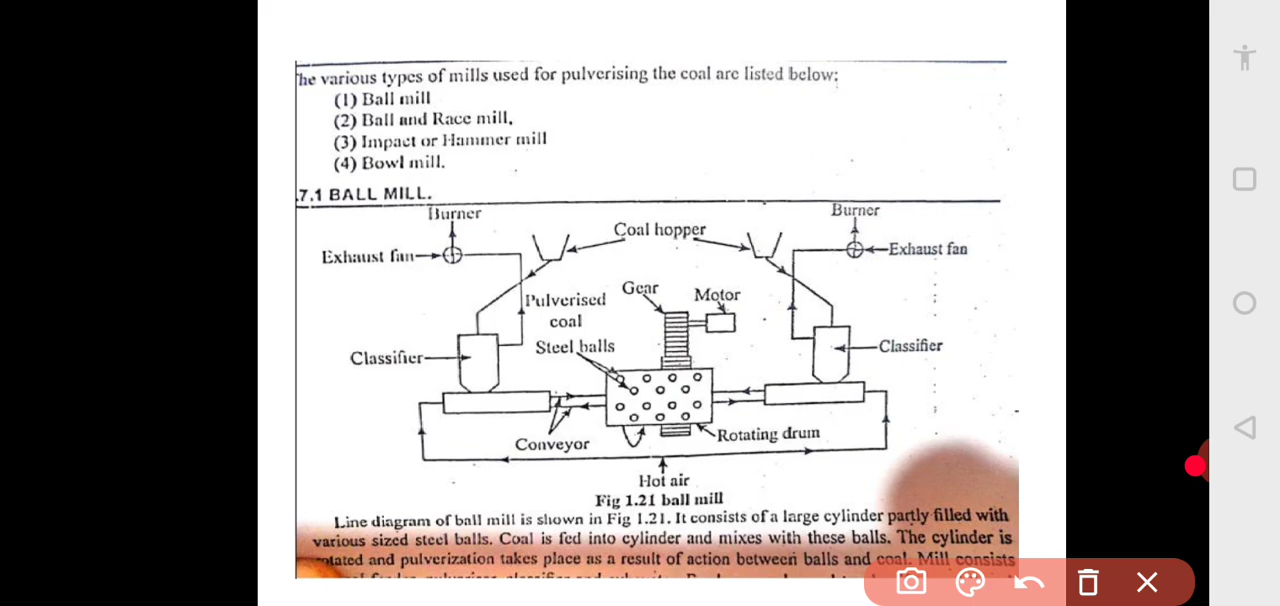 The various types of mills used for pulverising the coal are listed below;
(1) Ball mill
(2) Ball and Race mill,
(3) Impact or Hammer mill
(4) Bowl mill.
.7.1 BALL MILL.
Burner
Burner
Coal hopper
Exhaust fan
Exhaust fan
Gear
Motor
Pulverised
coal
Steel balls
Classifier
Classifier
Conveyor
Rotating drum
Hot air
Fig 1.21 ball mill
Line diagram of ball mill is shown in Fig 1.21. It consists of a large cylinder partly filled with
various sized steel balls. Coal is fed into cylinder and mixes with these balls. The cylinder is
rotated and pulverization takes place as a result of action between balls and coal. Mill consists